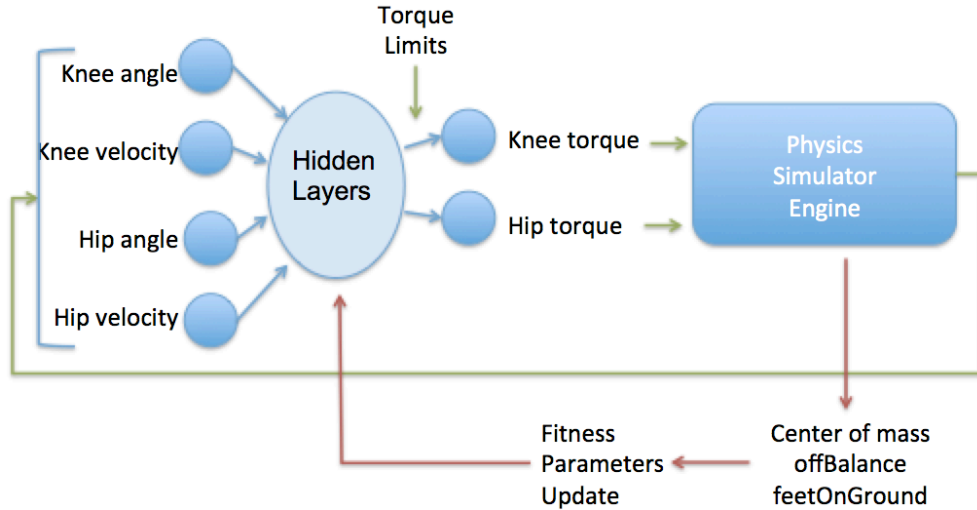 Torque
Limits
Knee angle
Knee velocity
Hip angle
Hip velocity
Hidden
Layers
Knee torque
Hip torque
Physics
Simulator
Engine
Fitness
Parameters
Update
Center of mass
offBalance
feetOnGround